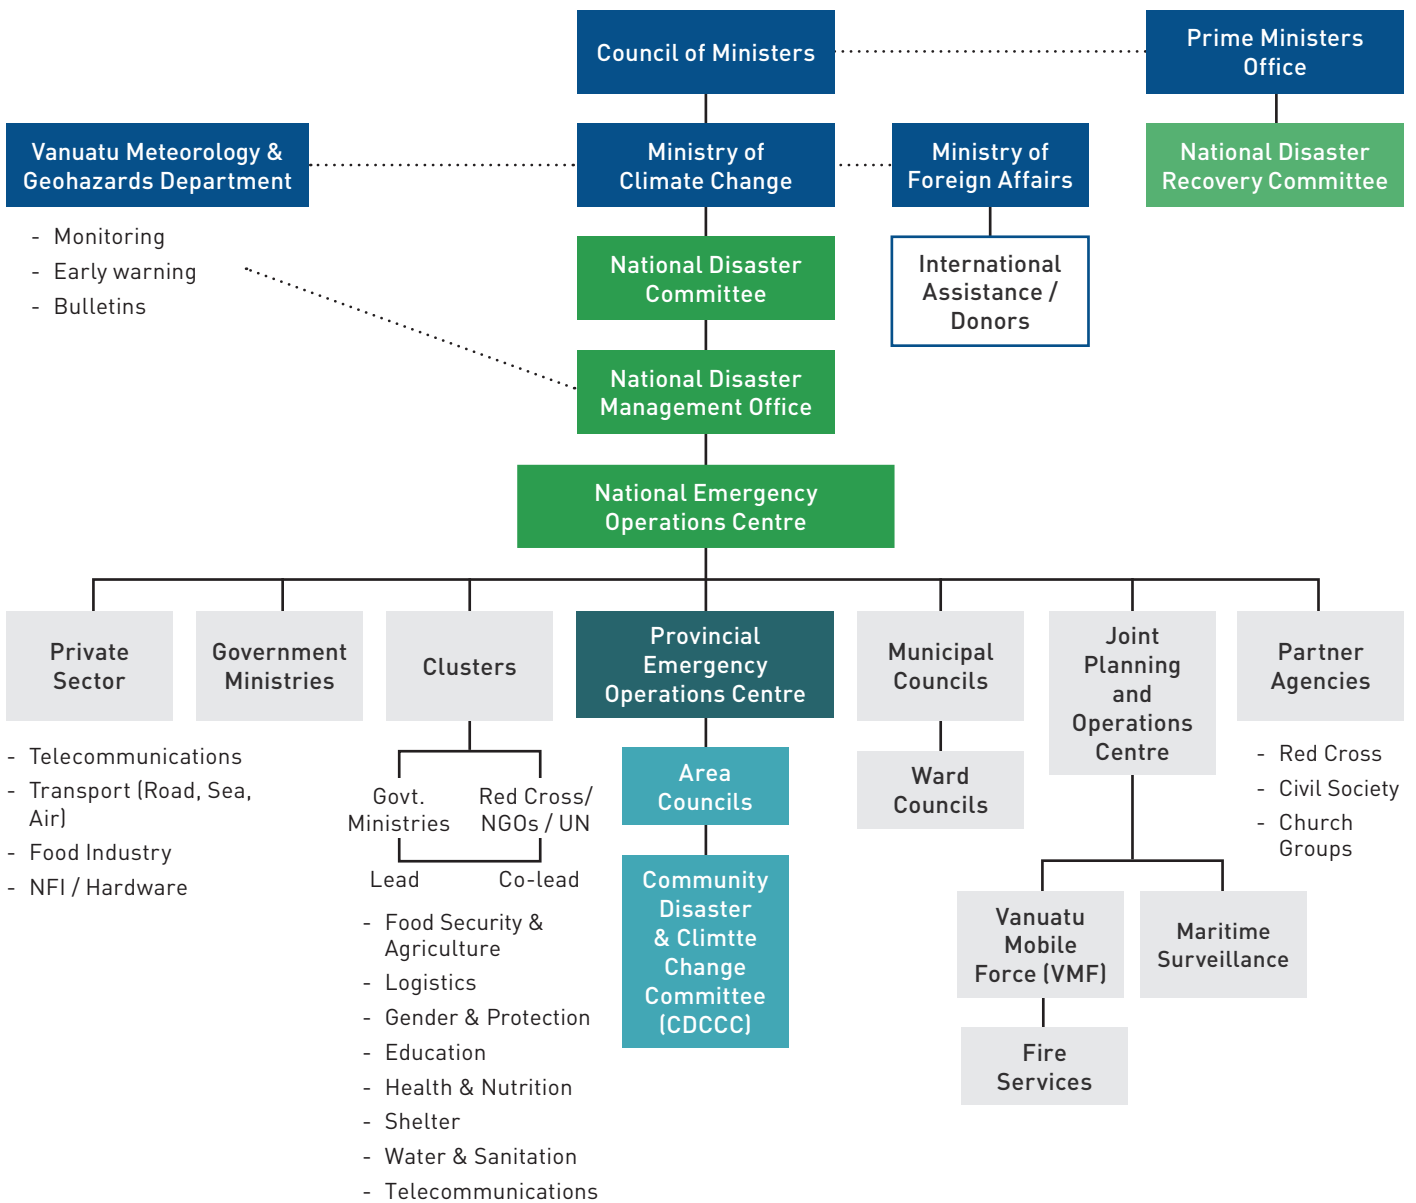 Council of Ministers
Prime Ministers
Office
Vanuatu Meteorology &
Geohazards Department
Ministry of
Climate Change
Ministry of
Foreign Affairs
National Disaster
Recovery Committee
- Monitoring
- Early warning
- Bulletins
National Disaster
Committee
International
Assistance /
Donors
National Disaster
Management Office
National Emergency
Operations Centre
Private
Sector
Government
Ministries
Clusters
Provincial
Emergency
Operations Centre
Municipal
Councils
Joint
Planning
and
Operations
Centre
Partner
Agencies
- Telecommunications
- Transport (Road, Sea,
Air)
- Food Industry
- NFI / Hardware
Govt.
Ministries
Red Cross/
NGOs / UN
Lead
Co-lead
- Food Security &
Agriculture
- Logistics
- Gender & Protection
- Education
- Health & Nutrition
- Shelter
- Water & Sanitation
- Telecommunications
Area
Councils
Community
Disaster
& Climtte
Change
Committee
(CDCCC)
Ward
Councils
Vanuatu
Mobile
Force (VMF)
Maritime
Surveillance
Fire
Services
- Red Cross
- Civil Society
- Church
Groups